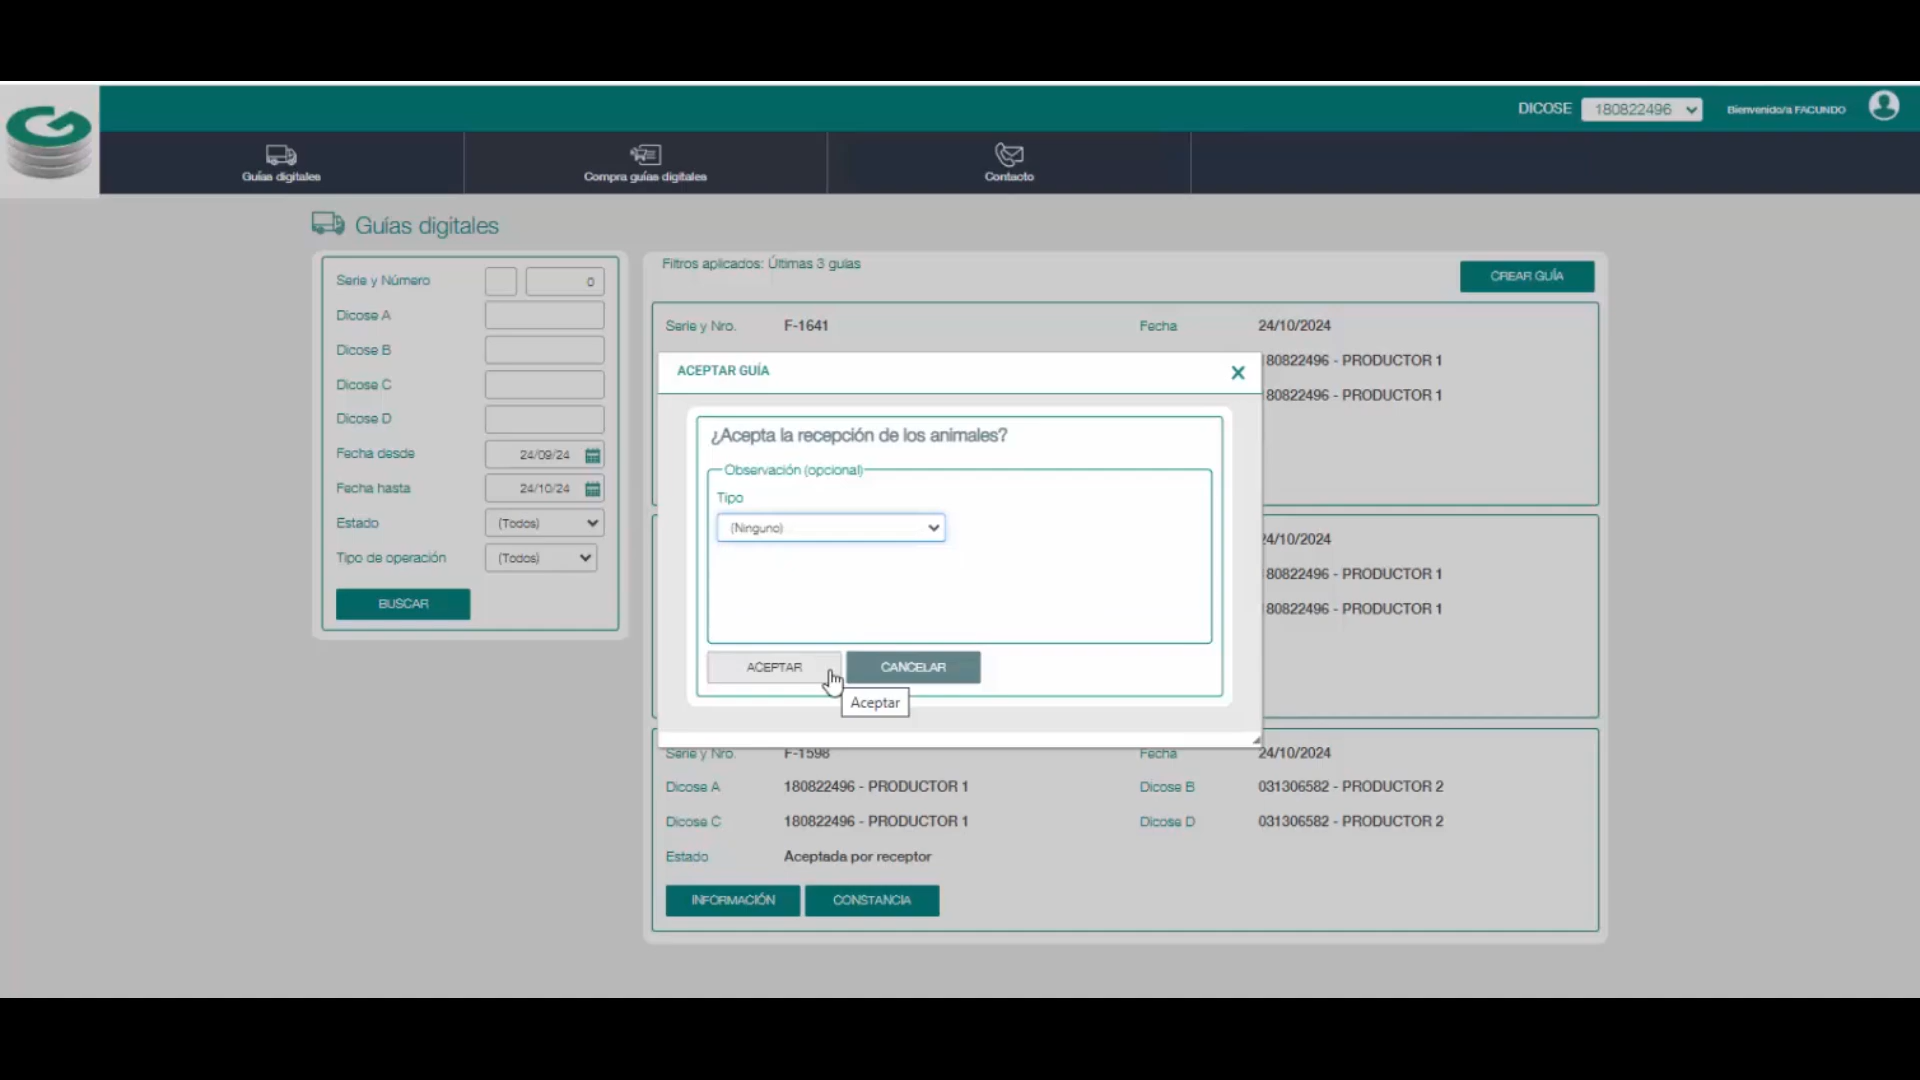 DICOSE 180822496 Bienvenido/a FACUNDO
Guías digitales
Compra guías digitales
Contacto
Guías digitales
Serie y Número 0
Dicose A
Dicose B
Dicose C
Dicose D
Fecha desde 24/09/24
Fecha hasta 24/10/24
Estado (Todos)
Tipo de operación (Todos)
BUSCAR
Filtros aplicados: Últimas 3 guías
CREAR GUÍA
Serie y Nro. F-1641 Fecha 24/10/2024
80822496 - PRODUCTOR 1
80822496 - PRODUCTOR 1
ACEPTAR GUÍA
¿Acepta la recepción de los animales?
Observación (opcional)
Tipo
(Ninguno)
ACEPTAR CANCELAR
Aceptar
24/10/2024
80822496 - PRODUCTOR 1
80822496 - PRODUCTOR 1
Serie y Nro. F-1598 Fecha 24/10/2024
Dicose A 180822496 - PRODUCTOR 1 Dicose B 031306582 - PRODUCTOR 2
Dicose C 180822496 - PRODUCTOR 1 Dicose D 031306582 - PRODUCTOR 2
Estado Aceptada por receptor
INFORMACIÓN CONSTANCIA